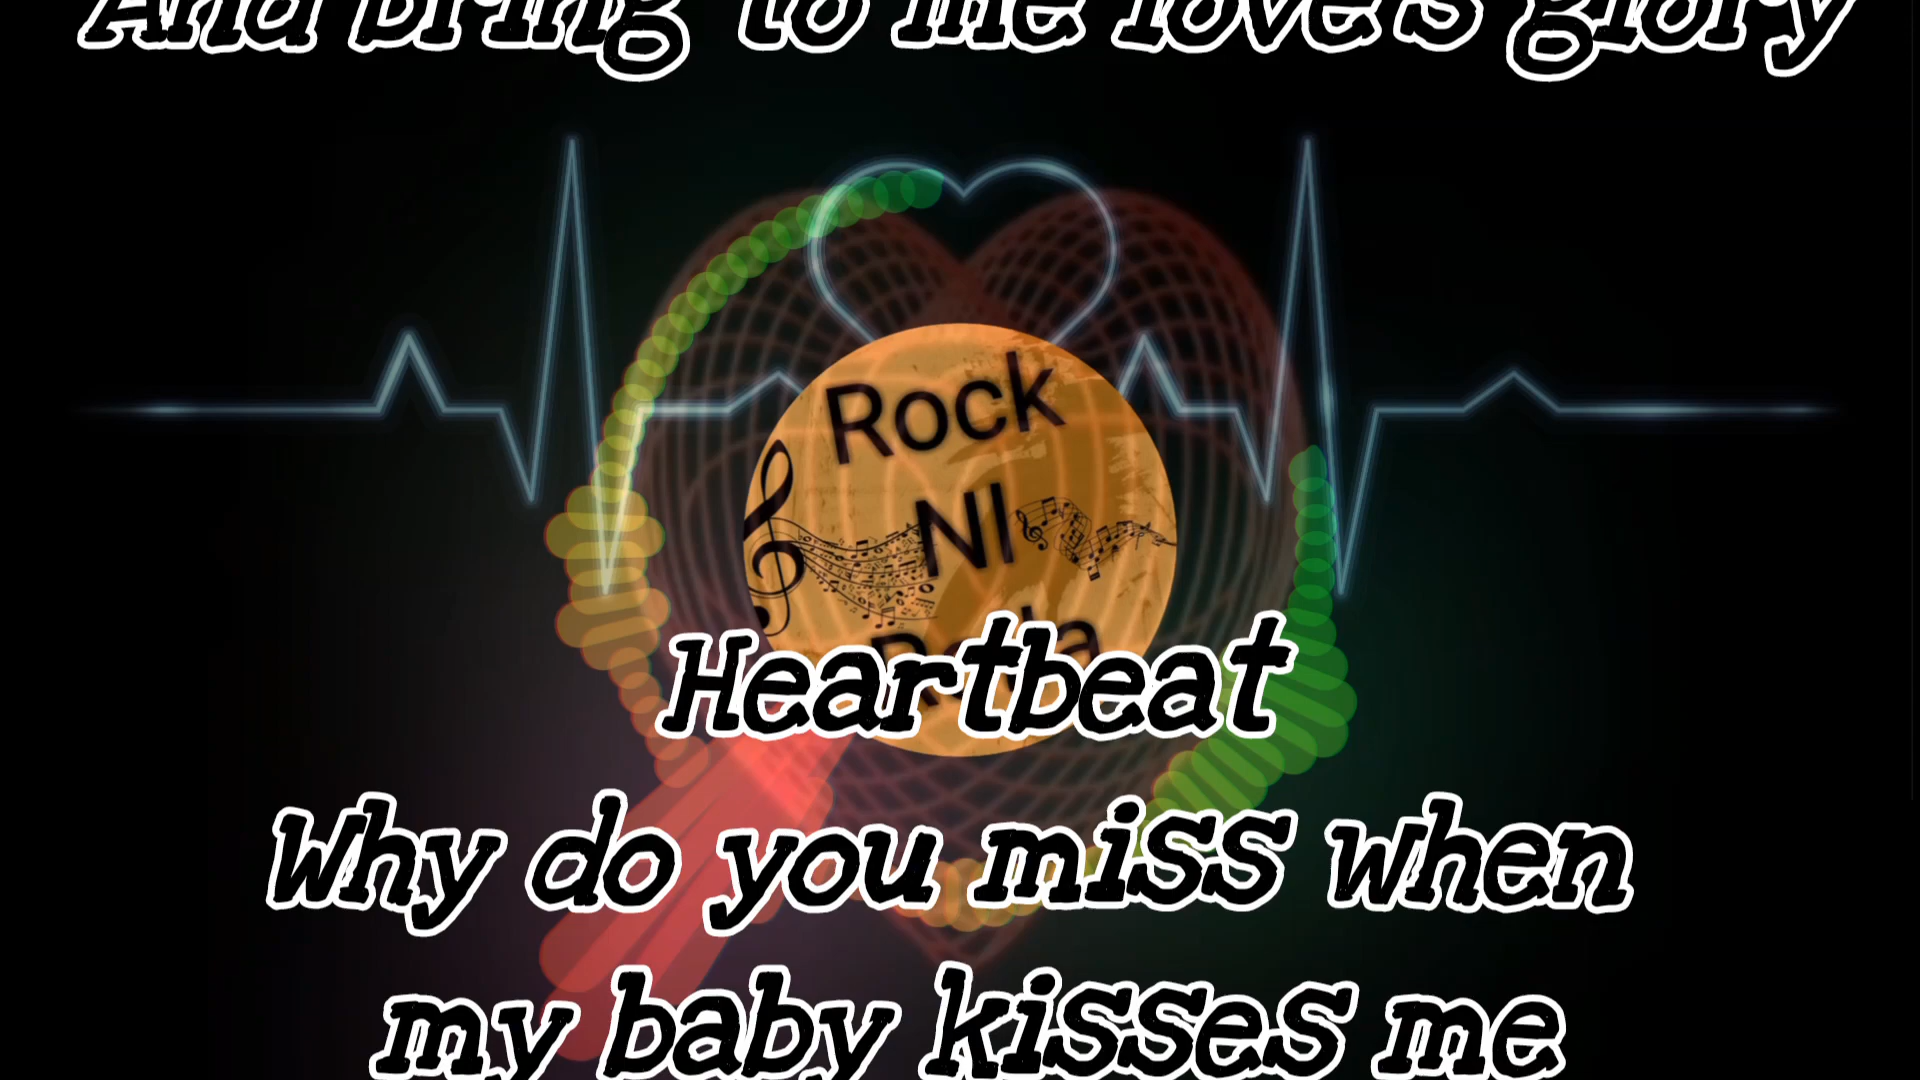 And bring to me love's glory
Rock
NI
Heartbeat
Why do you miss when
my baby kisses me